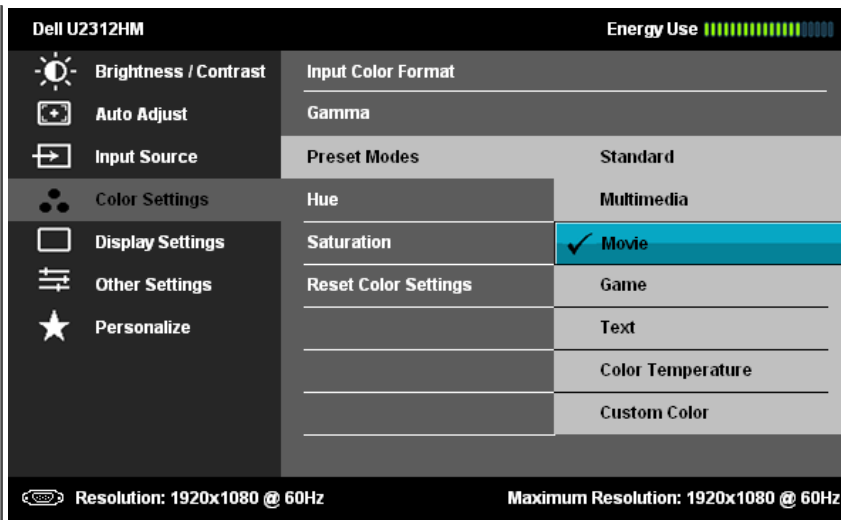 Dell U2312HM Energy Use
Brightness / Contrast Input Color Format
Auto Adjust Gamma
Input Source Preset Modes Standard
Color Settings Hue Multimedia
Display Settings Saturation Movie
Other Settings Reset Color Settings Game
Personalize Text
Color Temperature
Custom Color
Resolution: 1920x1080 @ 60Hz Maximum Resolution: 1920x1080 @ 60Hz